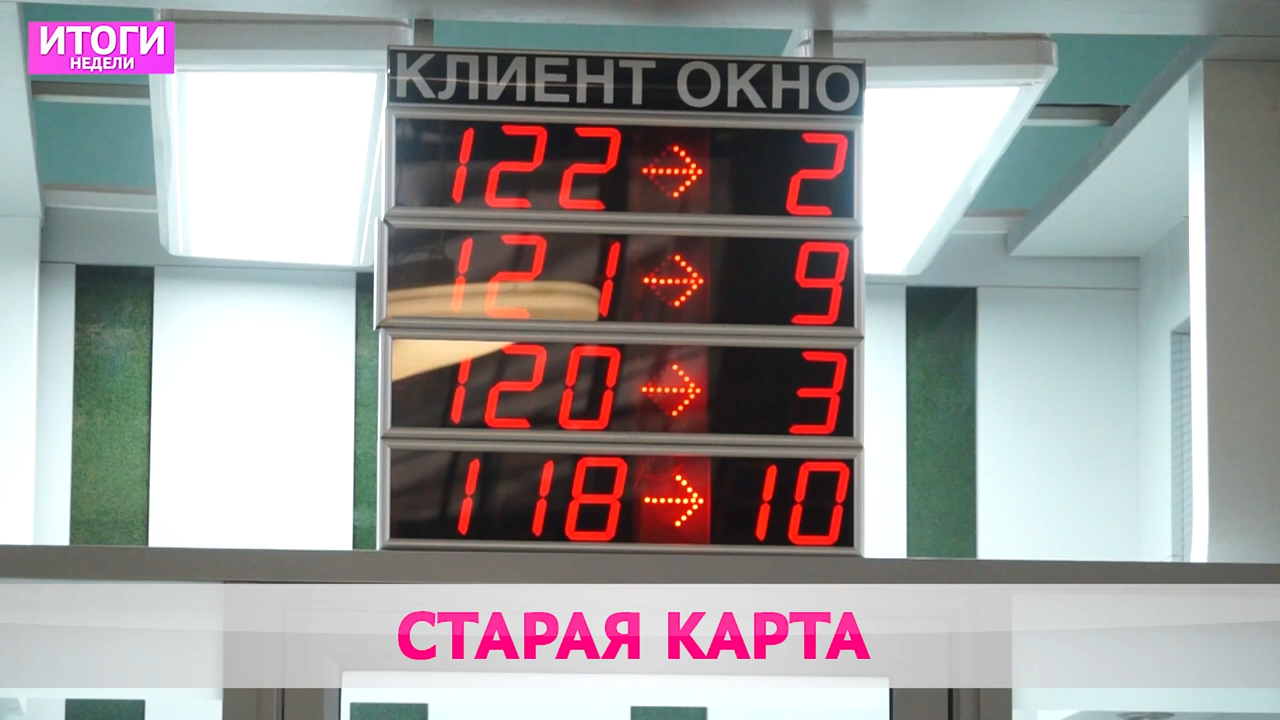 ИТОГИ
НЕДЕЛИ
КЛИЕНТ ОКНО
122 → 2
121 → 9
120 → 3
118 → 10
СТАРАЯ КАРТА